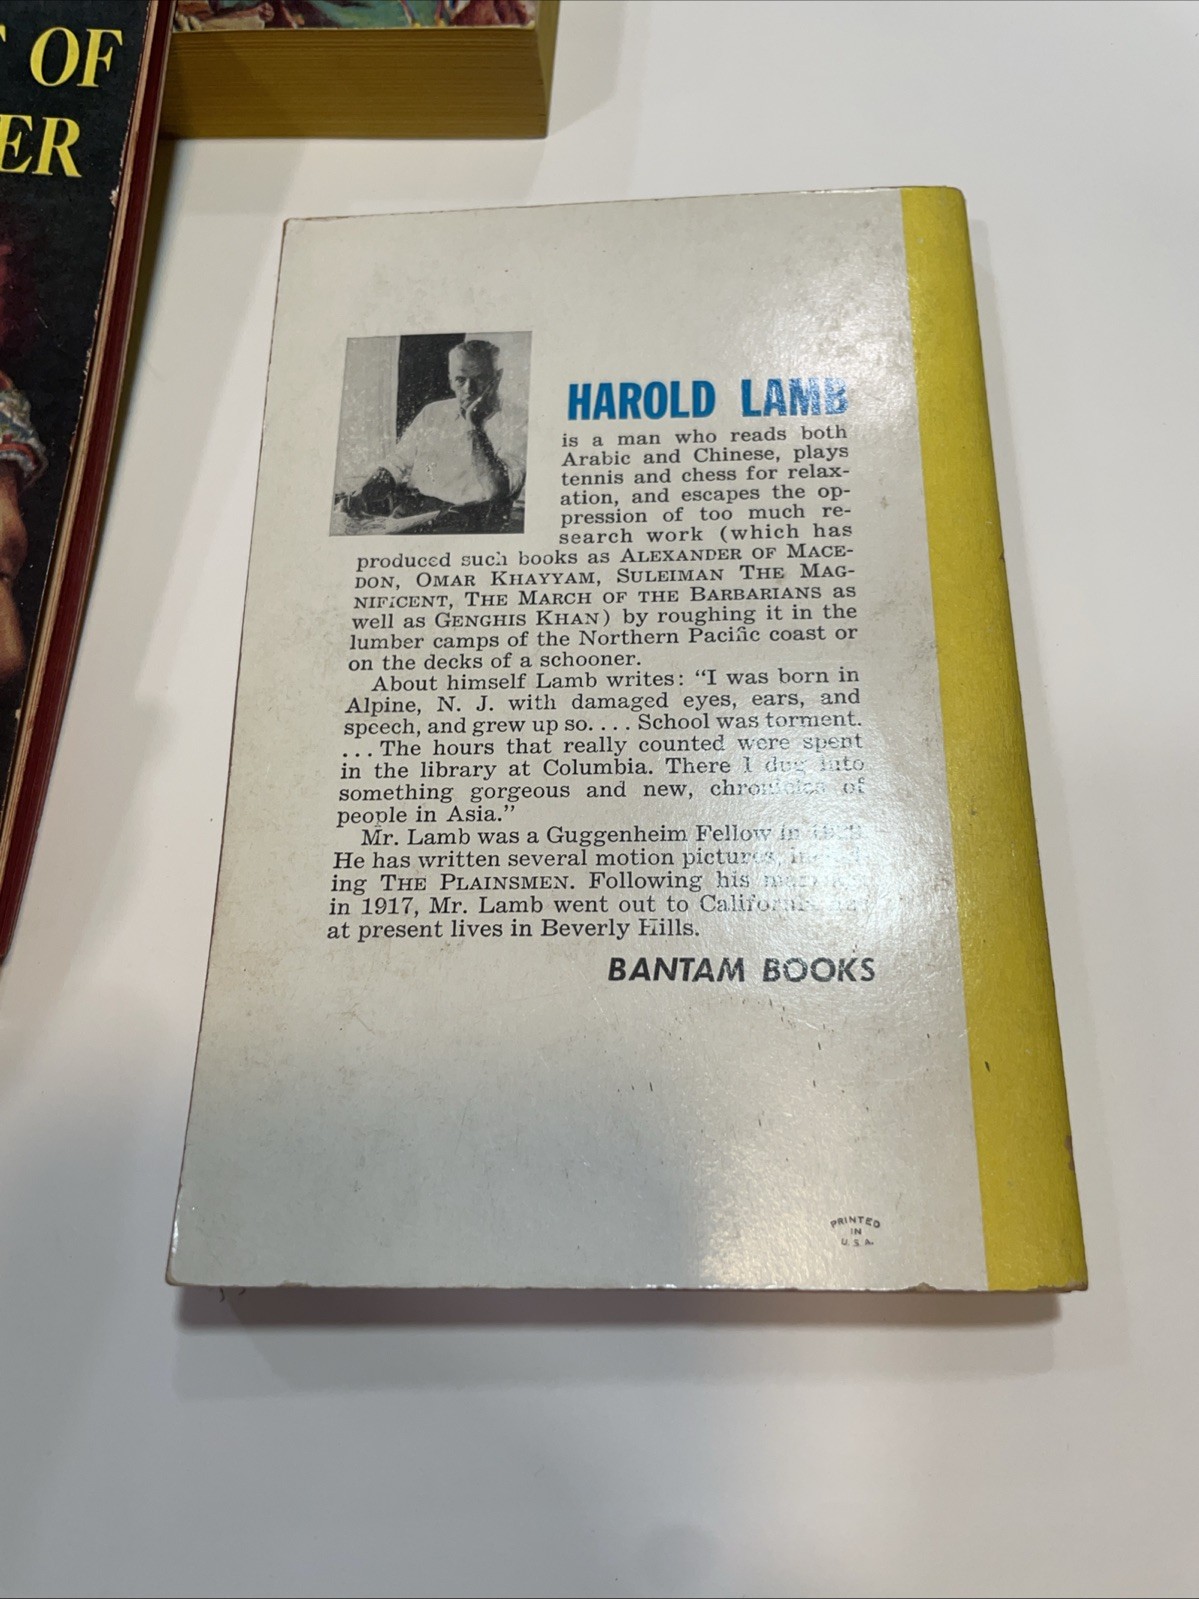 OF
ER
HAROLD LAMB
is a man who reads both
Arabic and Chinese, plays
tennis and chess for relax-
ation, and escapes the op-
pression of too much re-
search work (which has
produced such books as ALEXANDER OF MACE-
DON, OMAR KHAYYAM, SULEIMAN THE MAG-
NIFICENT, THE MARCH OF THE BARBARIANS as
well as GENGHIS KHAN) by roughing it in the
lumber camps of the Northern Pacific coast or
on the decks of a schooner.
About himself Lamb writes: "I was born in
Alpine, N. J. with damaged eyes, ears, and
speech, and grew up so.... School was torment.
... The hours that really counted were spent
in the library at Columbia. There I dug into
something gorgeous and new, chronicles of
people in Asia."
Mr. Lamb was a Guggenheim Fellow in
He has written several motion pictures,
ing THE PLAINSMEN. Following his
in 1917, Mr. Lamb went out to California
at present lives in Beverly Hills.
BANTAM BOOKS
PRINTED
IN
U.S.A.